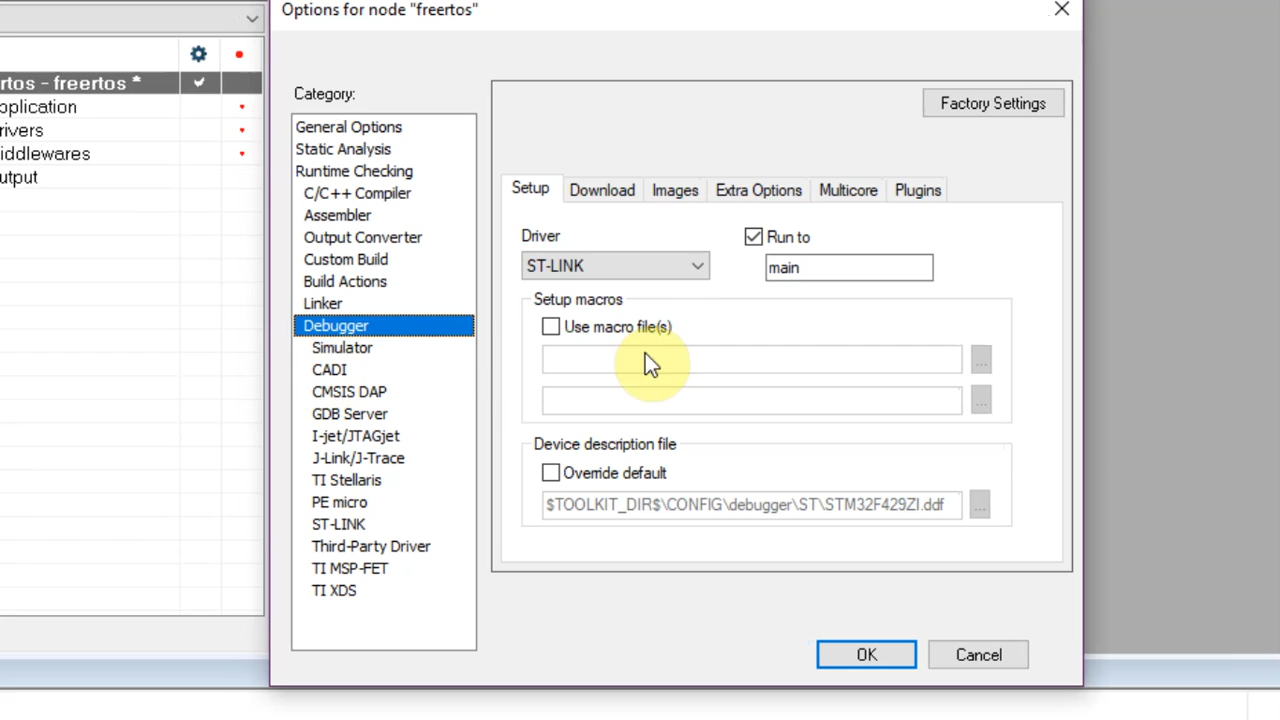 Options for node "freertos"
rtos - freertos *
pplication
rivers
iddlewares
utput
Category:
General Options
Static Analysis
Runtime Checking
C/C++ Compiler
Assembler
Output Converter
Custom Build
Build Actions
Linker
Debugger
Simulator
CADI
CMSIS DAP
GDB Server
I-jet/JTAGjet
J-Link/J-Trace
TI Stellaris
PE micro
ST-LINK
Third-Party Driver
TI MSP-FET
TI XDS
Factory Settings
Setup Download Images Extra Options Multicore Plugins
Driver
ST-LINK
Run to
main
Setup macros
Use macro file(s)
...
...
Device description file
Override default
$TOOLKIT_DIR$\CONFIG\debugger\ST\STM32F429ZI.ddf
...
OK Cancel